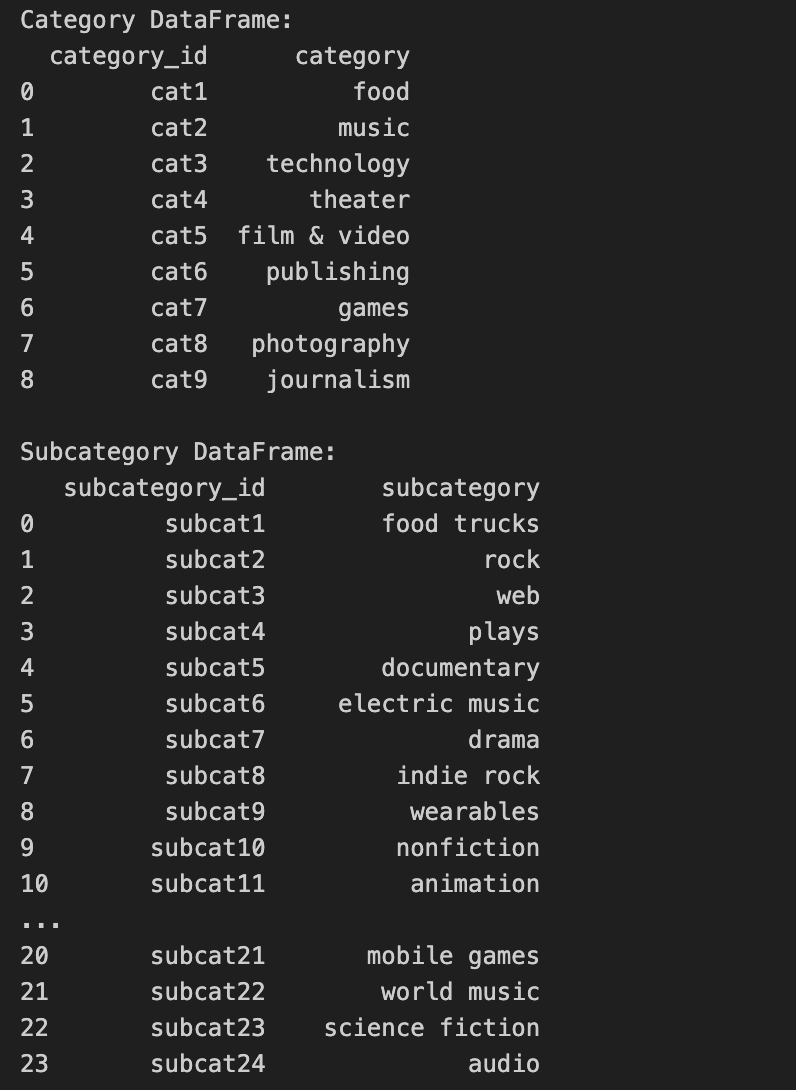 Category DataFrame:
  category_id      category
0        cat1          food
1        cat2         music
2        cat3    technology
3        cat4       theater
4        cat5  film & video
5        cat6    publishing
6        cat7         games
7        cat8   photography
8        cat9    journalism

Subcategory DataFrame:
   subcategory_id        subcategory
0         subcat1        food trucks
1         subcat2               rock
2         subcat3                web
3         subcat4              plays
4         subcat5        documentary
5         subcat6     electric music
6         subcat7              drama
7         subcat8         indie rock
8         subcat9          wearables
9        subcat10         nonfiction
10       subcat11          animation
...
20       subcat21       mobile games
21       subcat22        world music
22       subcat23    science fiction
23       subcat24              audio